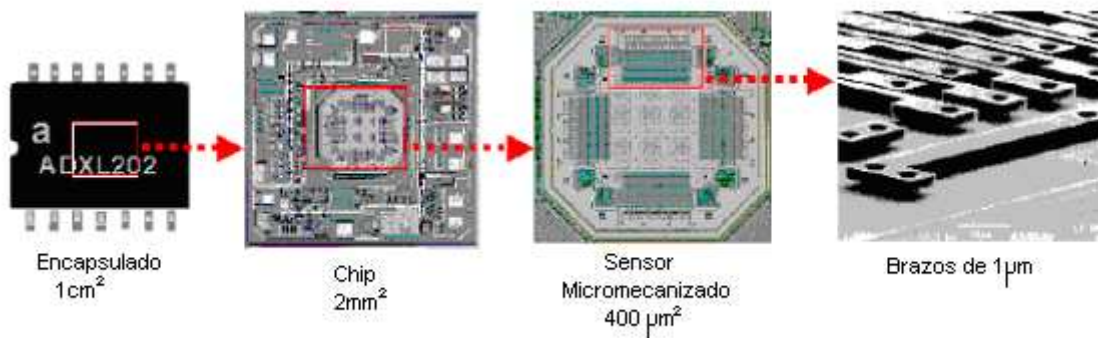 a
ADXL202
Encapsulado
1cm²
Chip
2mm²
Sensor
Micromecanizado
400 µm²
Brazos de 1µm